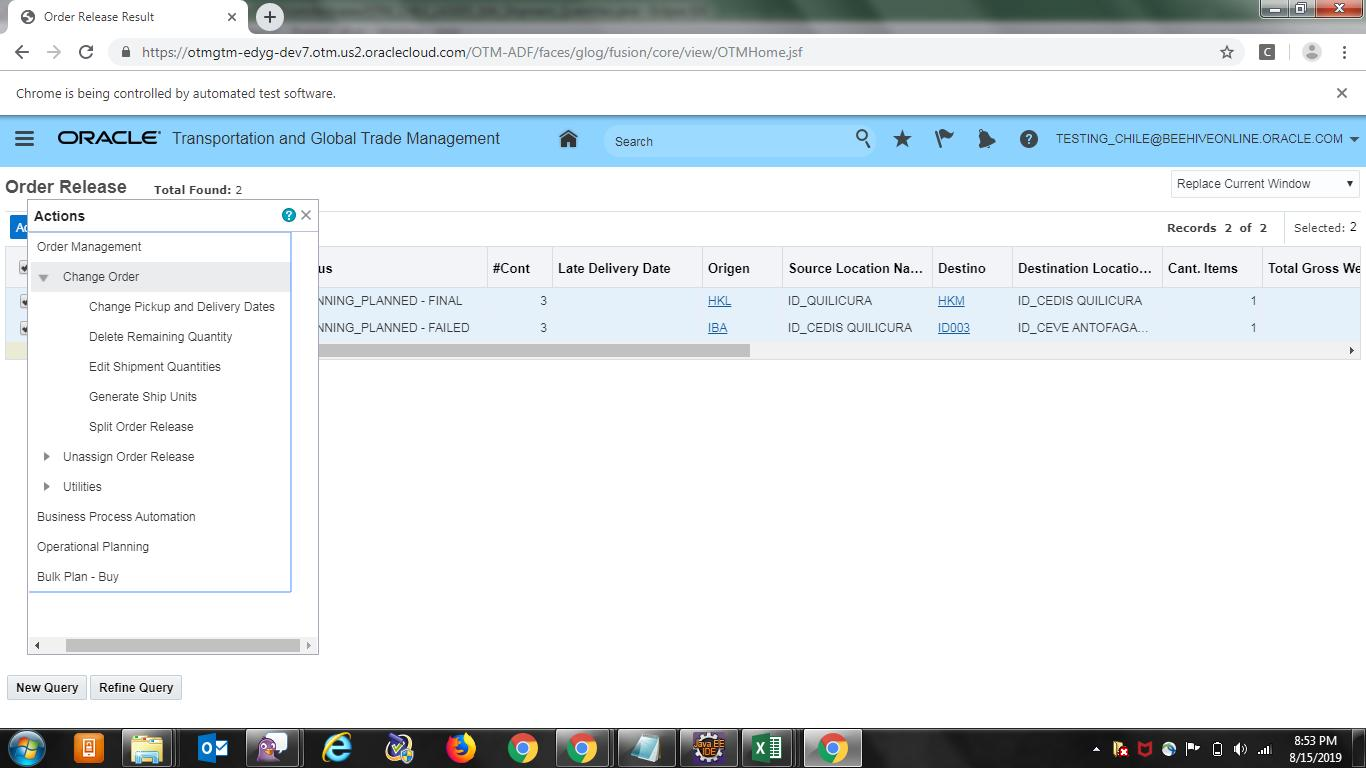 Order Release Result
https://otmgtm-edyg-dev7.otm.us2.oraclecloud.com/OTM-ADF/faces/glog/fusion/core/view/OTMHome.jsf
C
Chrome is being controlled by automated test software.
ORACLE Transportation and Global Trade Management
Search
TESTING_CHILE@BEEHIVEONLINE.ORACLE.COM
Order Release Total Found: 2
Replace Current Window
Records 2 of 2 Selected: 2
#Cont Late Delivery Date Origen Source Location Na... Destino Destination Locatio... Cant. Items Total Gross We
NNING_PLANNED - FINAL 3 HKL ID_QUILICURA HKM ID_CEDIS QUILICURA 1
NNING_PLANNED - FAILED 3 IBA ID_CEDIS QUILICURA ID003 ID_CEVE ANTOFAGA... 1
Actions
Order Management
Change Order
Change Pickup and Delivery Dates
Delete Remaining Quantity
Edit Shipment Quantities
Generate Ship Units
Split Order Release
Unassign Order Release
Utilities
Business Process Automation
Operational Planning
Bulk Plan - Buy
New Query Refine Query
Java EE
IDE
8:53 PM
8/15/2019